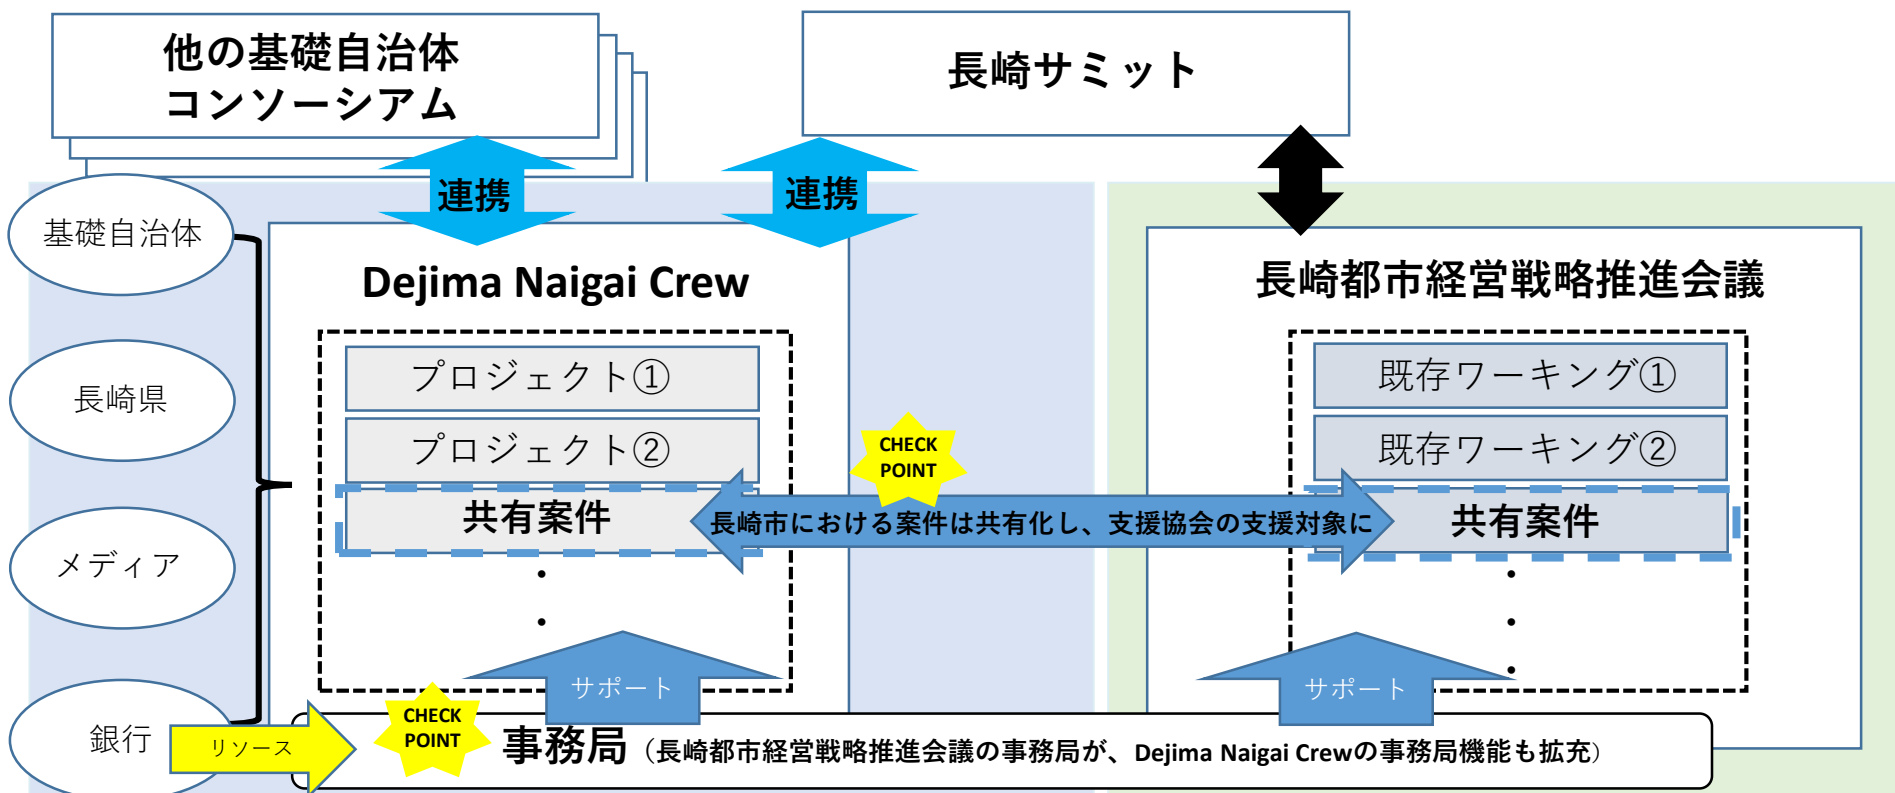 他の基礎自治体
コンソーシアム
長崎サミット
連携
連携
基礎自治体
長崎県
メディア
銀行
Dejima Naigai Crew
プロジェクト①
プロジェクト②
共有案件
・
・
長崎都市経営戦略推進会議
既存ワーキング①
既存ワーキング②
共有案件
・
・
・
CHECK
POINT
長崎市における案件は共有化し、支援協会の支援対象に
サポート
サポート
リソース
CHECK
POINT
事務局（長崎都市経営戦略推進会議の事務局が、Dejima Naigai Crewの事務局機能も拡充）